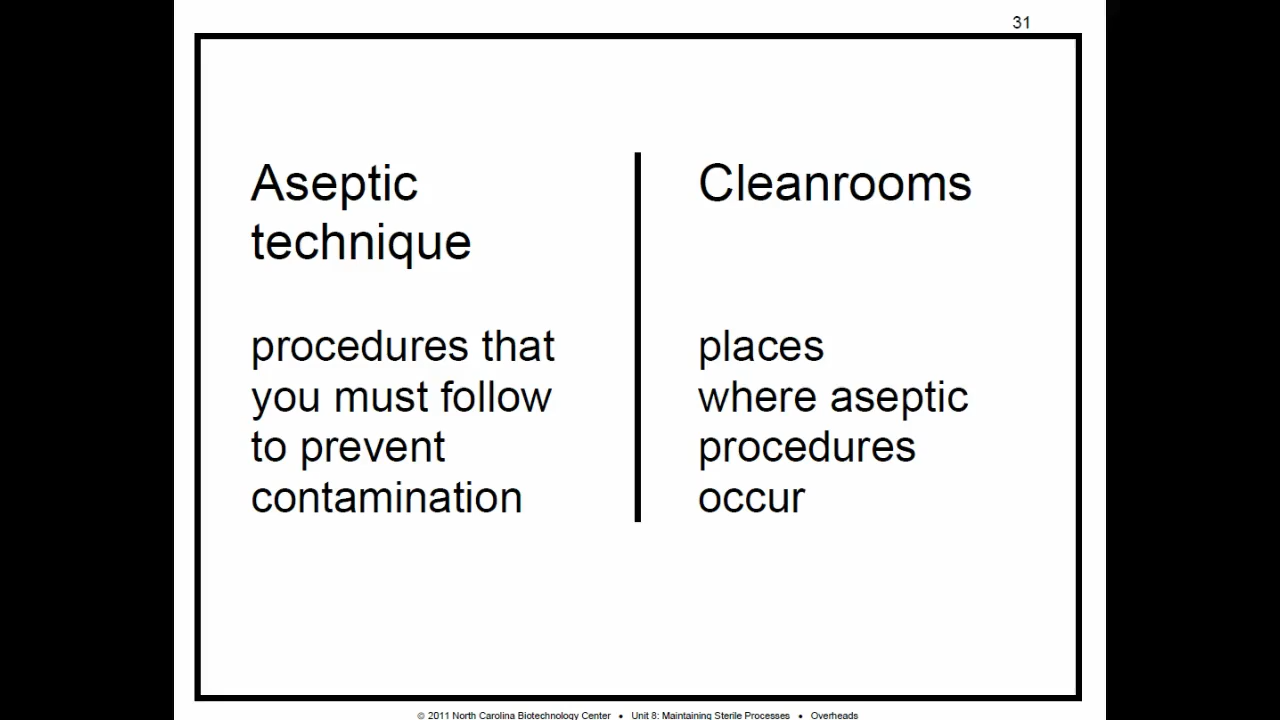 31
Aseptic
technique
procedures that
you must follow
to prevent
contamination
Cleanrooms
places
where aseptic
procedures
occur
© 2011 North Carolina Biotechnology Center • Unit 8: Maintaining Sterile Processes • Overheads